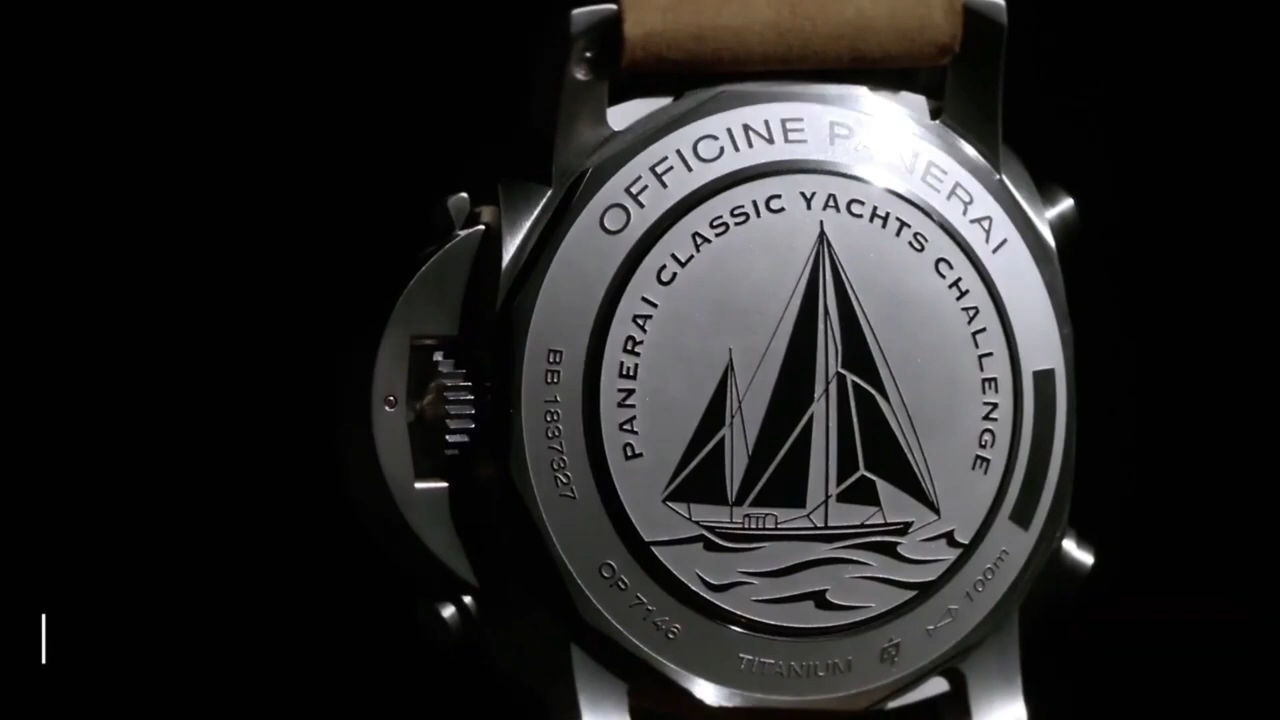 OFFICINE PANERAI
PANERAI CLASSIC YACHTS CHALLENGE
BB 1837327
OP 7146
TITANIUM
100m